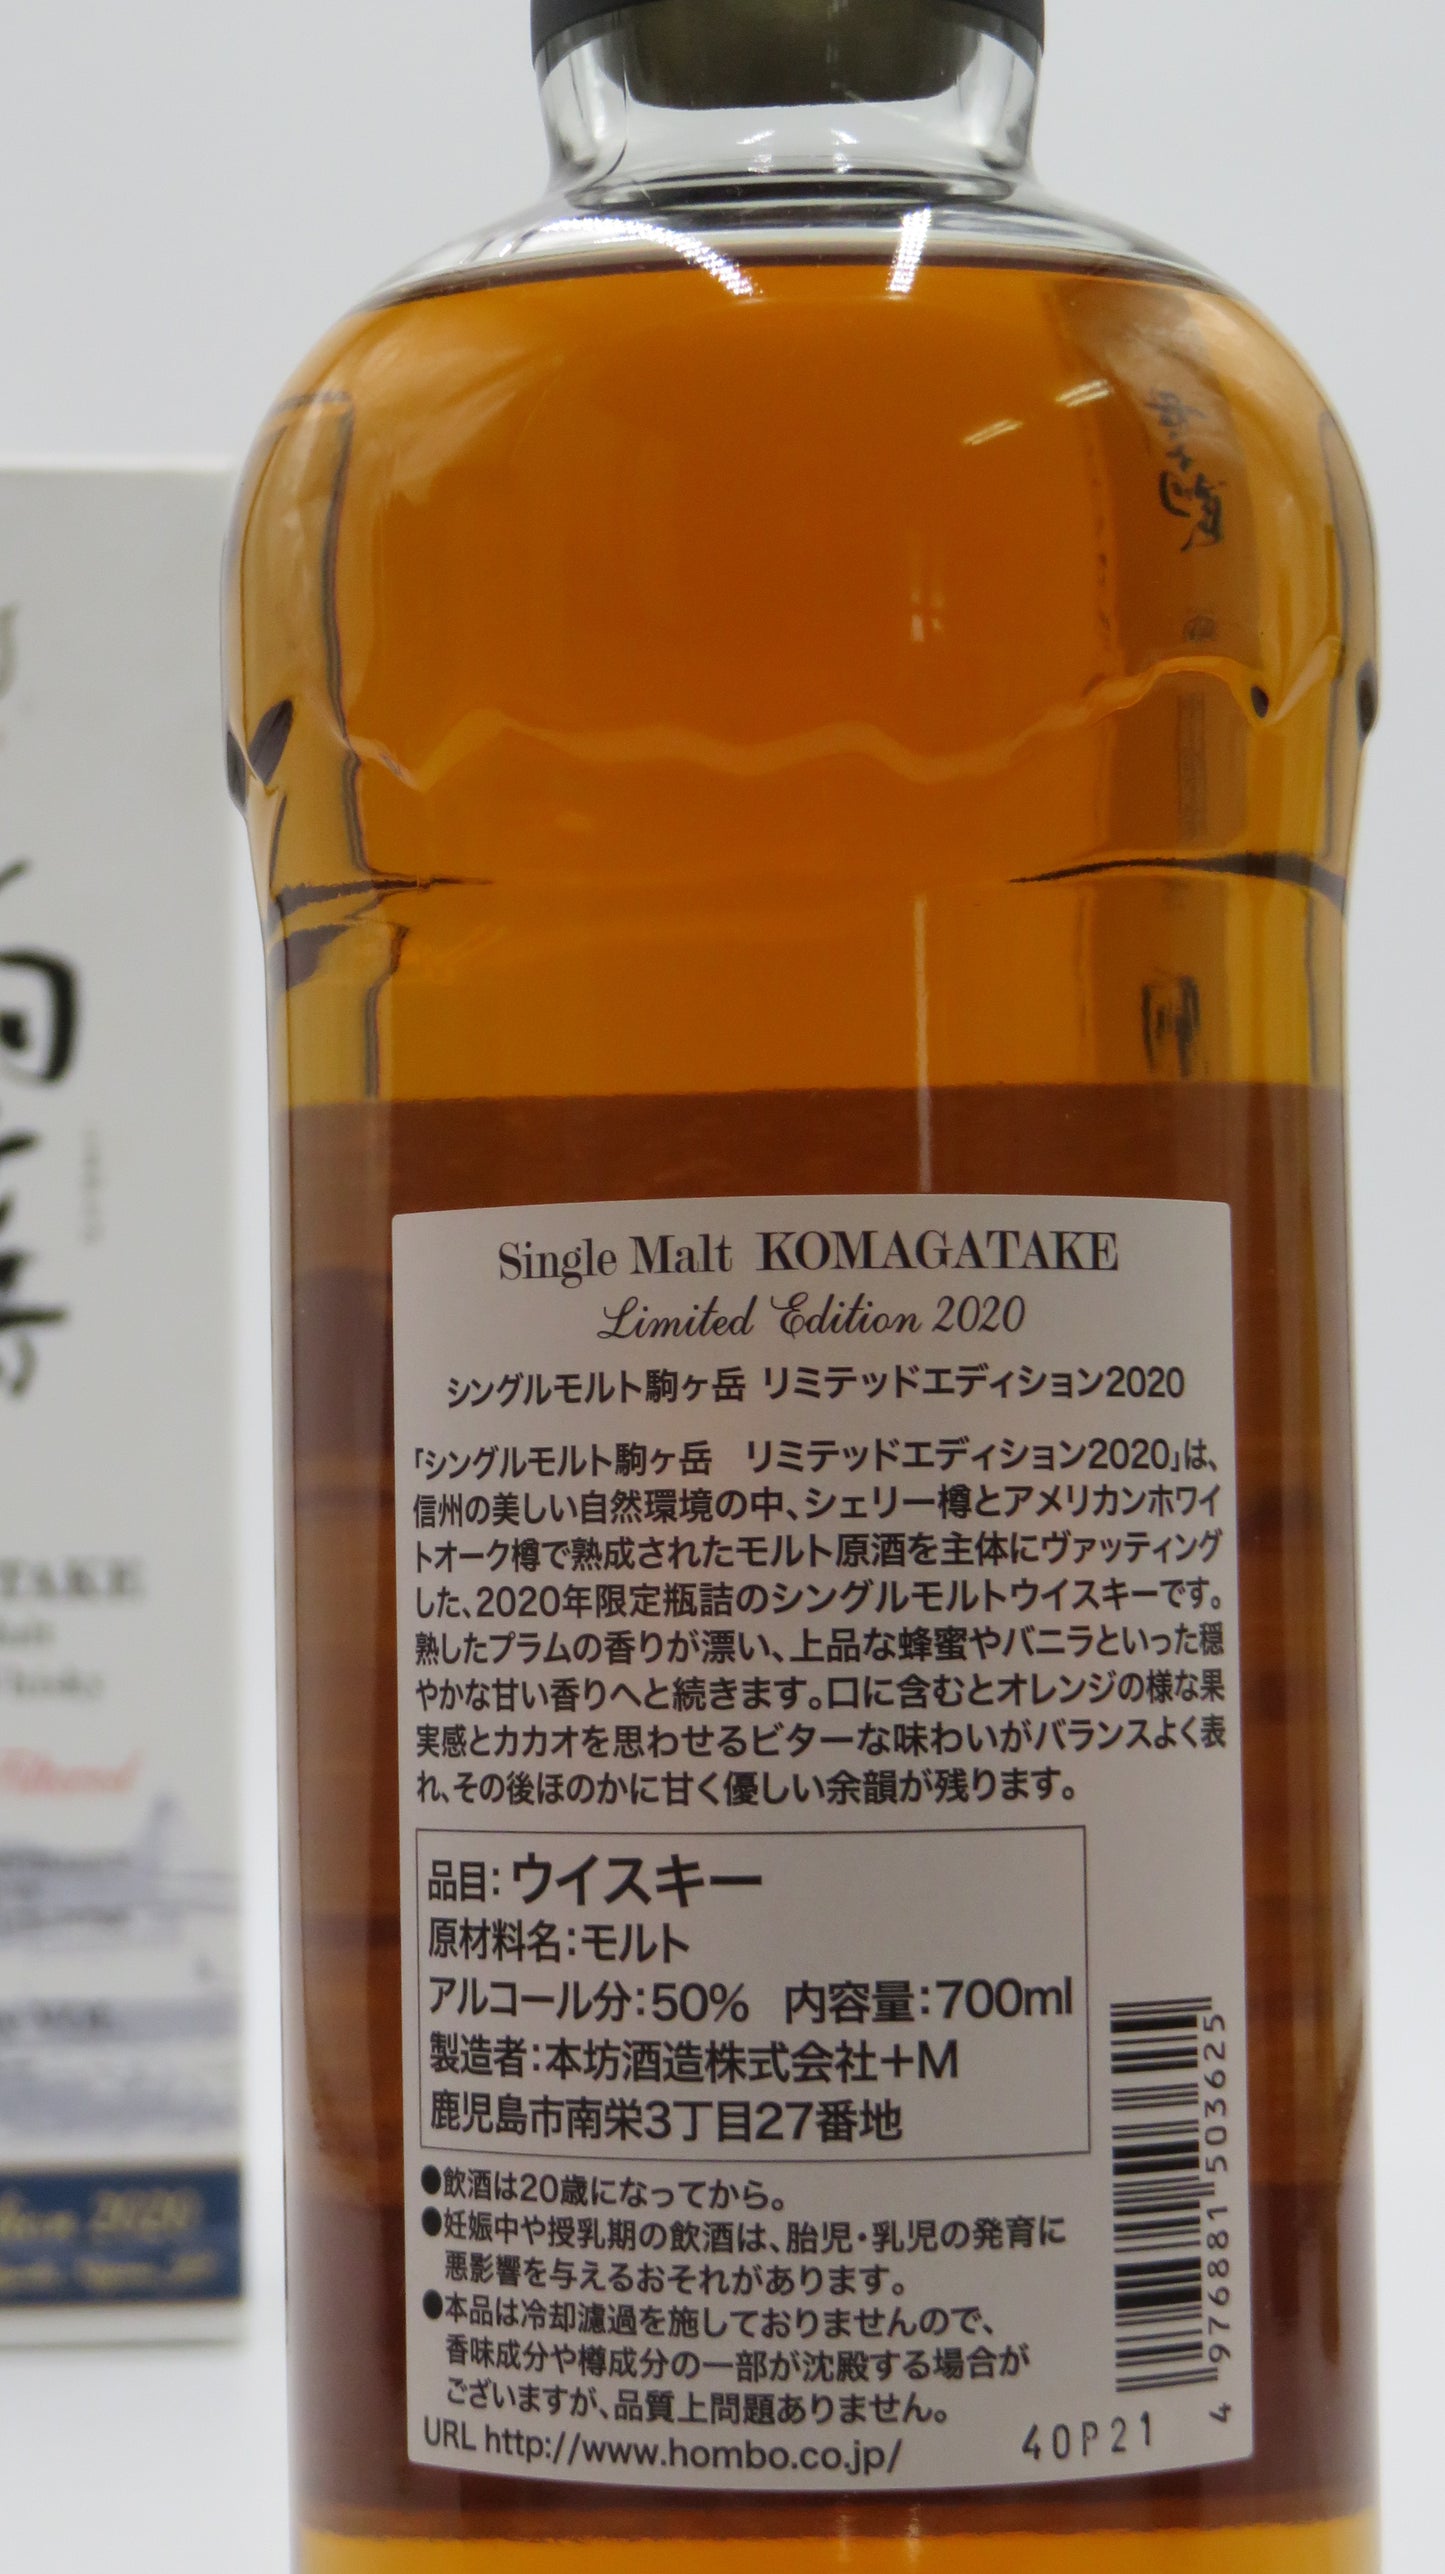 Single Malt KOMAGATAKE
Limited Edition 2020
シングルモルト駒ヶ岳 リミテッドエディション2020
「シングルモルト駒ヶ岳　リミテッドエディション2020」は、
信州の美しい自然環境の中、シェリー樽とアメリカンホワイ
トオーク樽で熟成されたモルト原酒を主体にヴァッティング
した、2020年限定瓶詰のシングルモルトウイスキーです。
熟したプラムの香りが漂い、上品な蜂蜜やバニラといった穏
やかな甘い香りへと続きます。口に含むとオレンジの様な果
実感とカカオを思わせるビターな味わいがバランスよく表
れ、その後ほのかに甘く優しい余韻が残ります。
品目：ウイスキー
原材料名：モルト
アルコール分：50% 内容量：700ml
製造者：本坊酒造株式会社+M
鹿児島市南栄3丁目27番地
●飲酒は20歳になってから。
●妊娠中や授乳期の飲酒は、胎児・乳児の発育に
悪影響を与えるおそれがあります。
●本品は冷却濾過を施しておりませんので、
香味成分や樽成分の一部が沈殿する場合が
ございますが、品質上問題ありません。
URL http://www.hombo.co.jp/
40P21
4 976881 503625
TAKE
2020